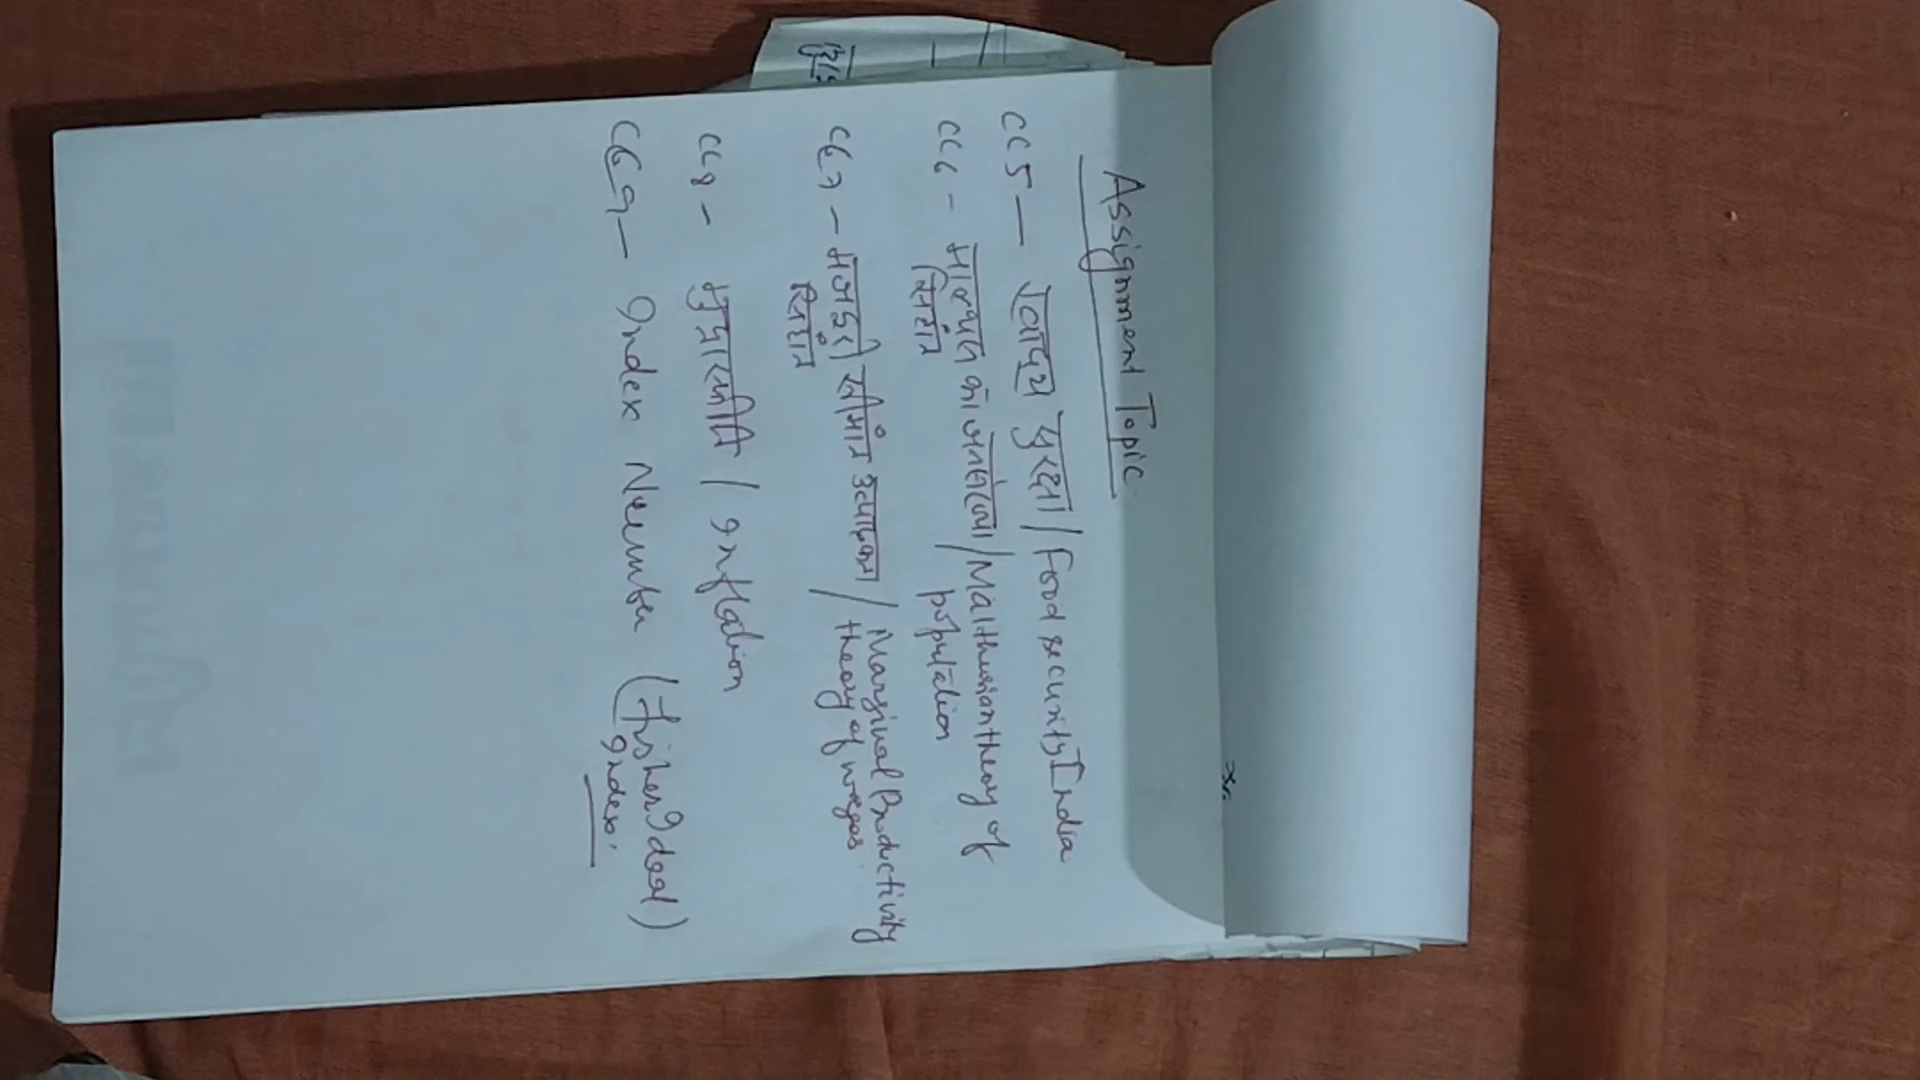 Assignment Topic
CC5 — खाद्य सुरक्षा / Food security India
CC6 - माल्थस का जनसंख्या / Malthusian theory of
सिद्धांत population
CC7 - मजदूरी सीमांत उत्पादकता / Marginal Productivity
सिद्धांत theory of wages.
CC8 - मुद्रास्फीति / Inflation
CC9 — Index Number (Fisher Ideal)
Index.